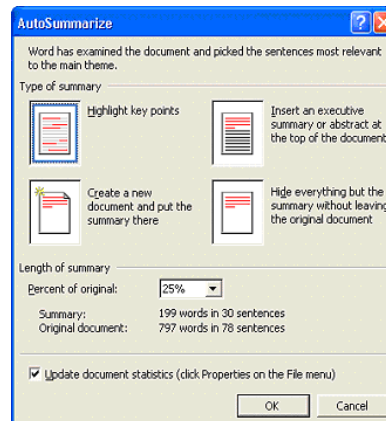 AutoSummarize
Word has examined the document and picked the sentences most relevant
to the main theme.
Type of summary
Highlight key points
Insert an executive
summary or abstract at
the top of the document
Create a new
document and put the
summary there
Hide everything but the
summary without leaving
the original document
Length of summary
Percent of original:
25%
Summary: 199 words in 30 sentences
Original document: 797 words in 78 sentences
Update document statistics (click Properties on the File menu)
OK Cancel